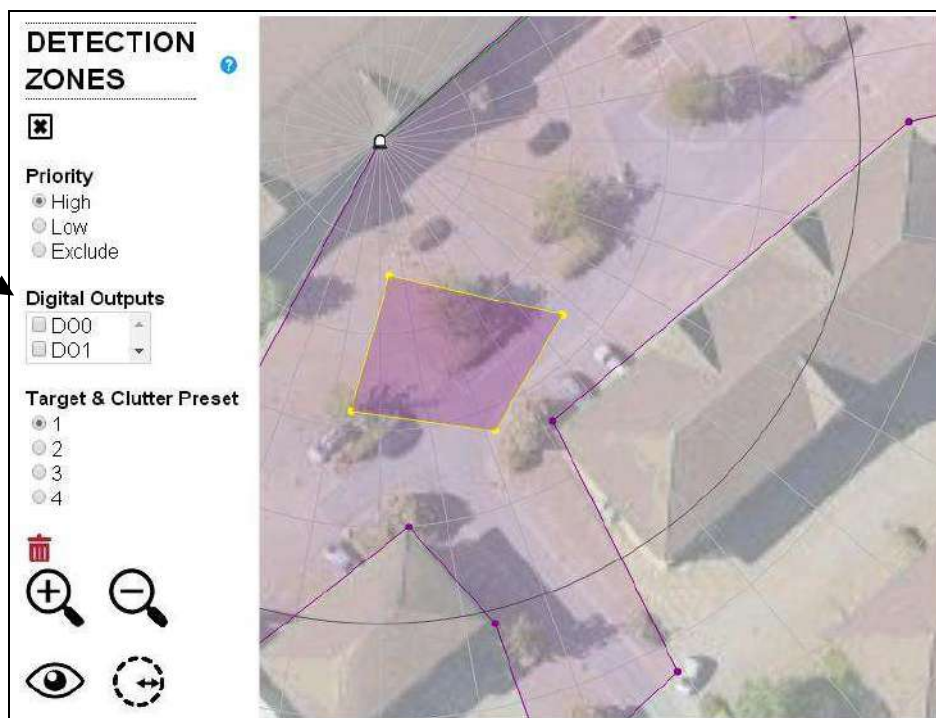 DETECTION
ZONES
?
Priority
High
Low
Exclude
Digital Outputs
DO0
DO1
Target & Clutter Preset
1
2
3
4